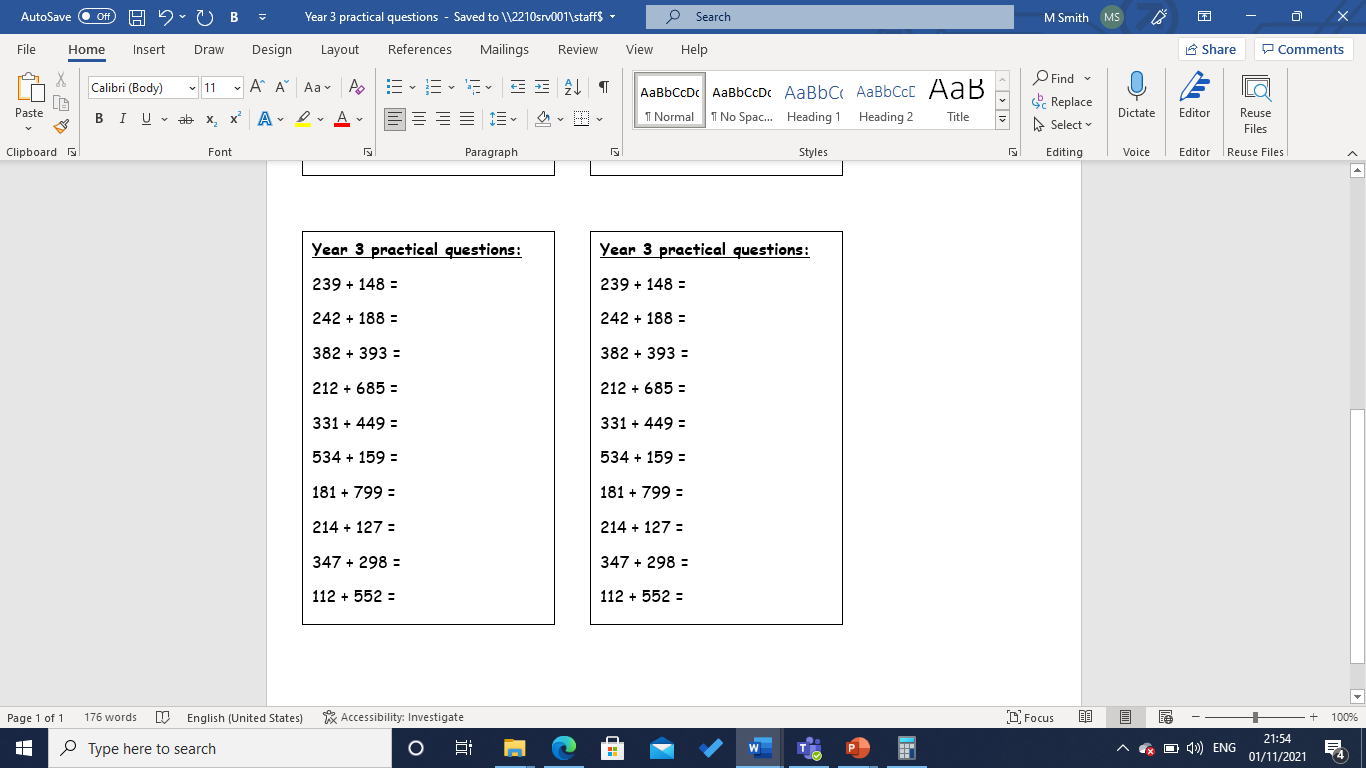 AutoSave Off Year 3 practical questions - Saved to \\2210srv001\staff$ Search M Smith MS
File Home Insert Draw Design Layout References Mailings Review View Help Share Comments
Paste
Clipboard
Calibri (Body) 11
Font
Paragraph
AaBbCcDc AaBbCcDc AaBbCc AaBbCcD AaB
¶ Normal ¶ No Spac... Heading 1 Heading 2 Title
Styles
Find
Replace
Select
Editing
Dictate
Voice
Editor
Editor
Reuse
Files
Reuse Files
Year 3 practical questions:
239 + 148 =
242 + 188 =
382 + 393 =
212 + 685 =
331 + 449 =
534 + 159 =
181 + 799 =
214 + 127 =
347 + 298 =
112 + 552 =
Year 3 practical questions:
239 + 148 =
242 + 188 =
382 + 393 =
212 + 685 =
331 + 449 =
534 + 159 =
181 + 799 =
214 + 127 =
347 + 298 =
112 + 552 =
Page 1 of 1 176 words English (United States) Accessibility: Investigate Focus 100%
Type here to search ENG 21:54
01/11/2021 4